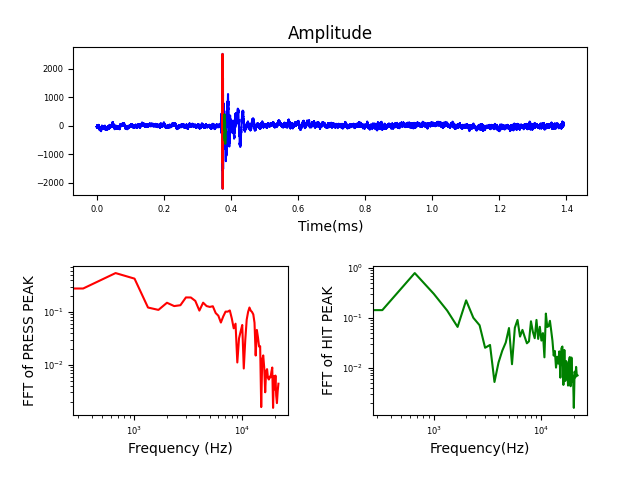 Amplitude
2000
1000
0
−1000
−2000
0.0 0.2 0.4 0.6 0.8 1.0 1.2 1.4
Time(ms)
FFT of PRESS PEAK
10⁻¹
10⁻²
10³ 10⁴
Frequency (Hz)
FFT of HIT PEAK
10⁰
10⁻¹
10⁻²
10³ 10⁴
Frequency(Hz)